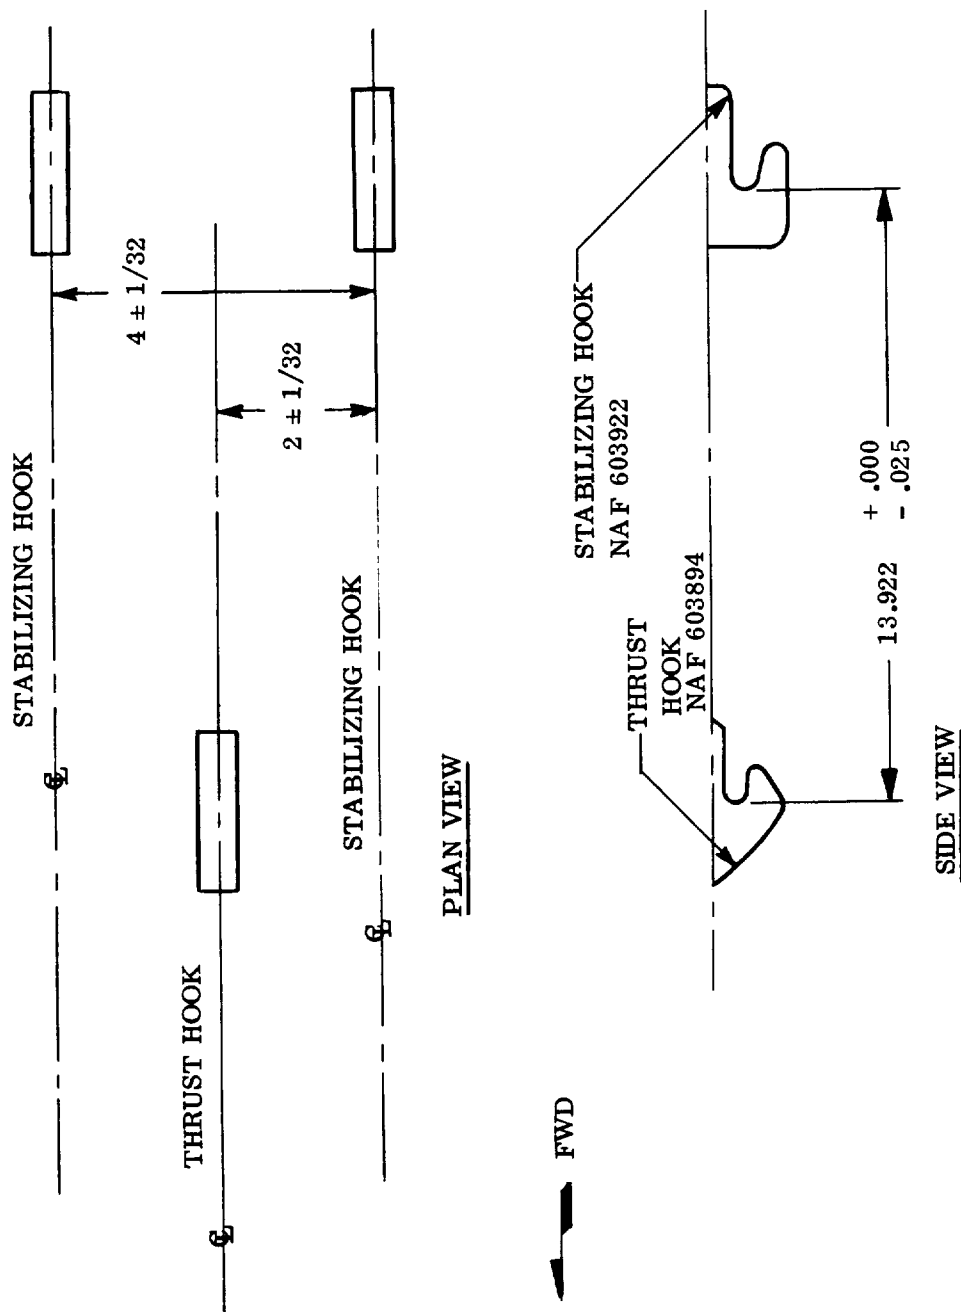 STABILIZING HOOK
℄
THRUST HOOK
℄
4 ± 1/32
2 ± 1/32
STABILIZING HOOK
℄
PLAN VIEW
FWD
STABILIZING HOOK
NAF 603922
THRUST
HOOK
NAF 603894
13.922
+ .000
- .025
SIDE VIEW